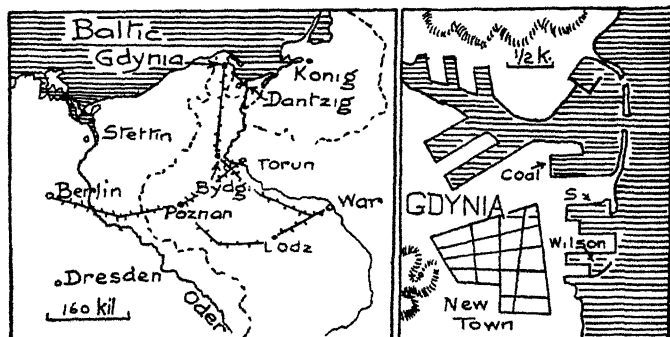 Baltic
Gdynia
Konig
Dantzig
Stettin
Torun
Bydg.
Berlin
Poznan
War
Lodz
Dresden
160 kil
Oder
1/2 k.
Coal
S
GDYNIA
Wilson
New
Town